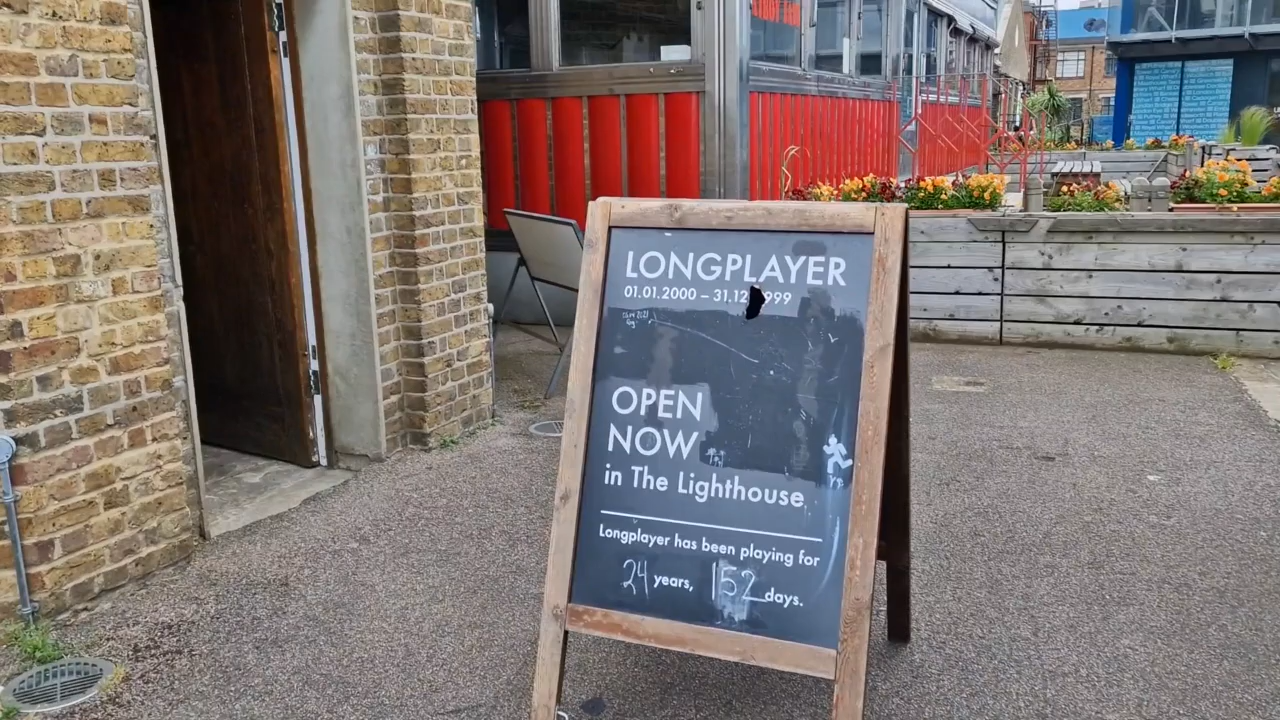 LONGPLAYER
01.01.2000 – 31.12 999
OPEN
NOW
in The Lighthouse
Longplayer has been playing for
24 years, 152 days.